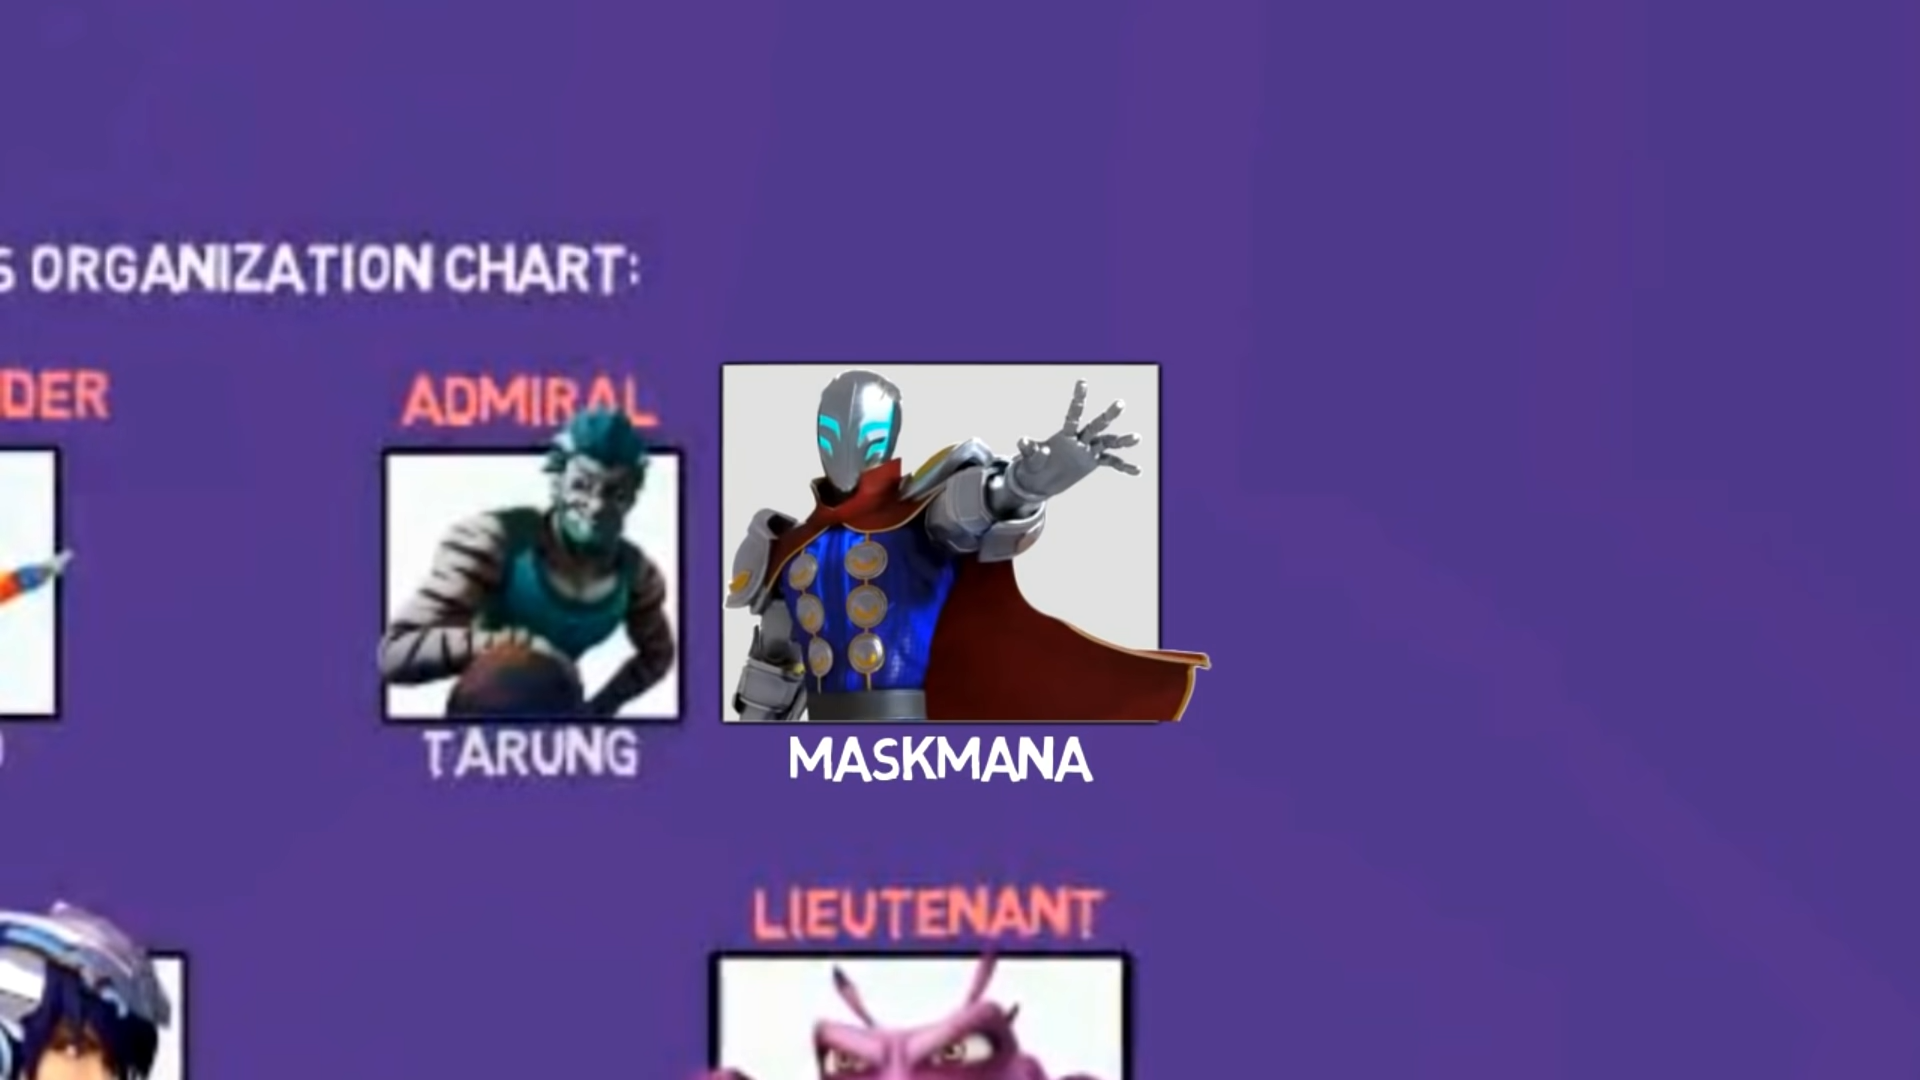 S ORGANIZATION CHART:
DER
ADMIRAL
TARUNG
MASKMANA
LIEUTENANT